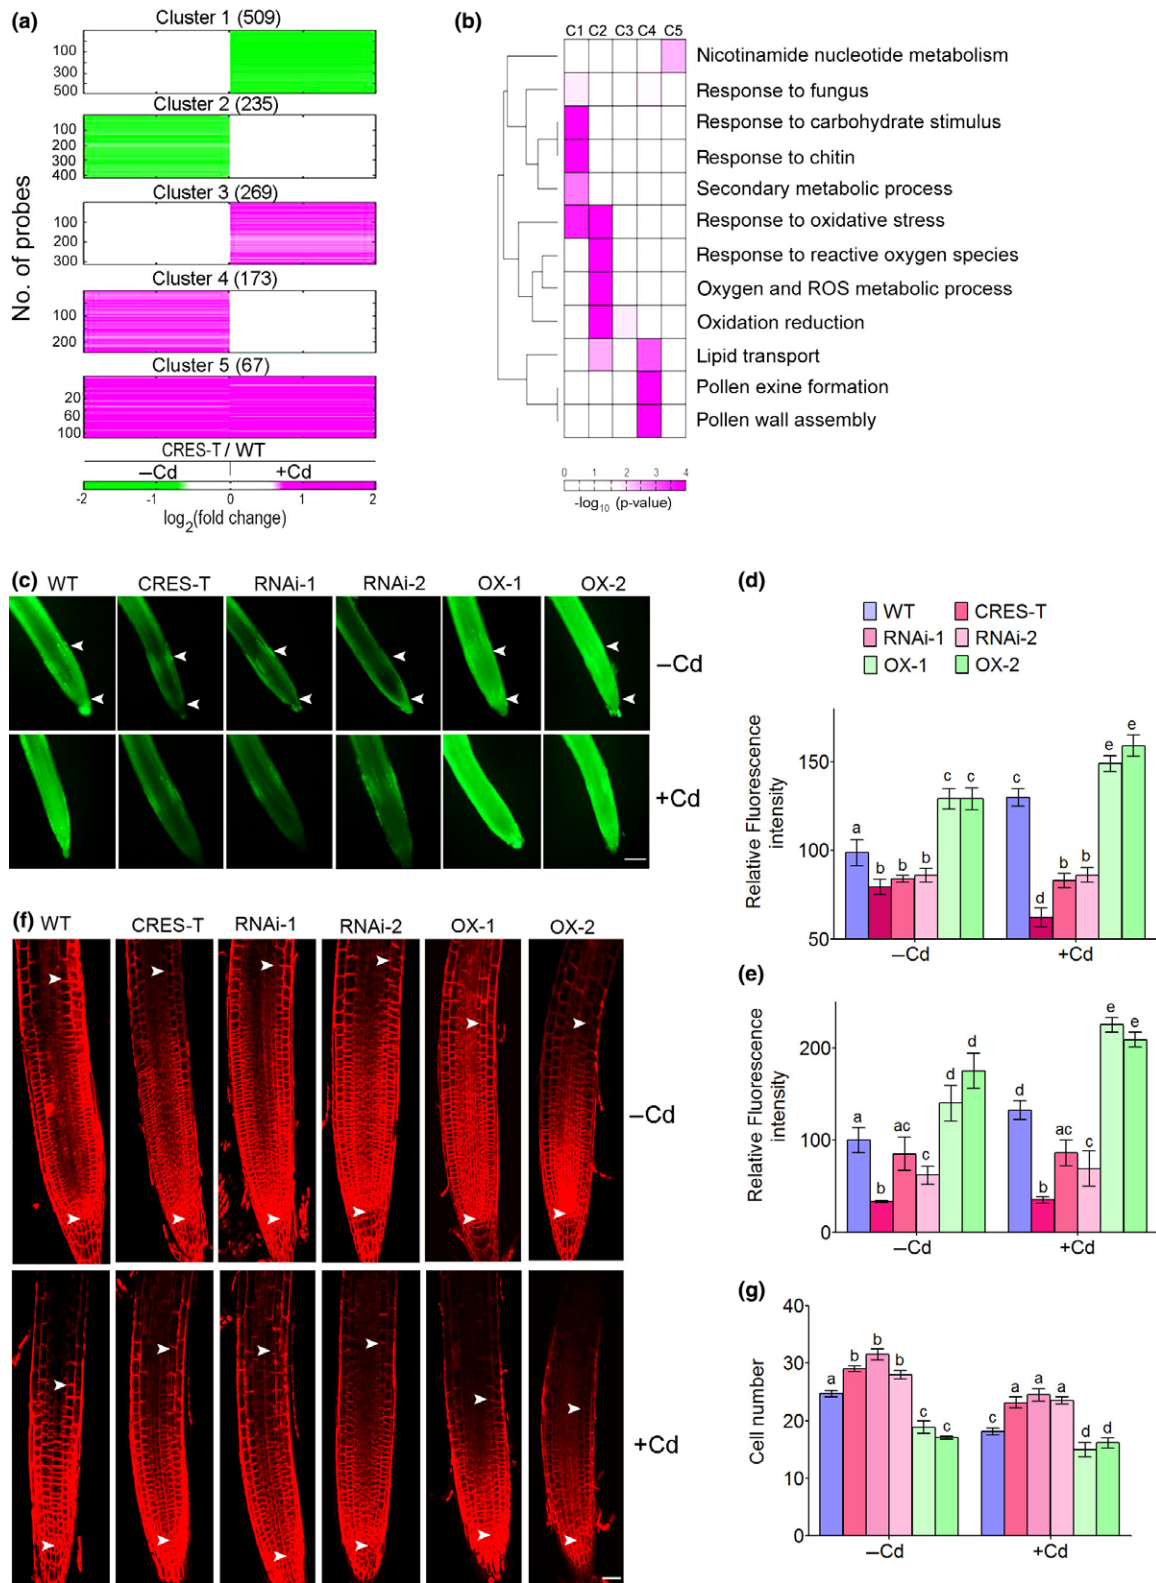 (a)
Cluster 1 (509)
100
300
500
Cluster 2 (235)
100
200
300
400
Cluster 3 (269)
100
200
300
Cluster 4 (173)
100
200
Cluster 5 (67)
20
60
100
No. of probes
CRES-T / WT
–Cd +Cd
-2 -1 0 1 2
log2(fold change)
(b)
C1 C2 C3 C4 C5
Nicotinamide nucleotide metabolism
Response to fungus
Response to carbohydrate stimulus
Response to chitin
Secondary metabolic process
Response to oxidative stress
Response to reactive oxygen species
Oxygen and ROS metabolic process
Oxidation reduction
Lipid transport
Pollen exine formation
Pollen wall assembly
0 1 2 3 4
-log10 (p-value)
(c)
WT CRES-T RNAi-1 RNAi-2 OX-1 OX-2
–Cd
+Cd
(d)
WT CRES-T
RNAi-1 RNAi-2
OX-1 OX-2
Relative Fluorescence
intensity
150
100
50
a b b b c c
c d b b e e
–Cd +Cd
(e)
Relative Fluorescence
intensity
200
100
0
a b ac c d d
d b ac c e e
–Cd +Cd
(f)
WT CRES-T RNAi-1 RNAi-2 OX-1 OX-2
–Cd
+Cd
(g)
Cell number
40
30
20
10
0
a b b b c c
c a a a d d
–Cd +Cd